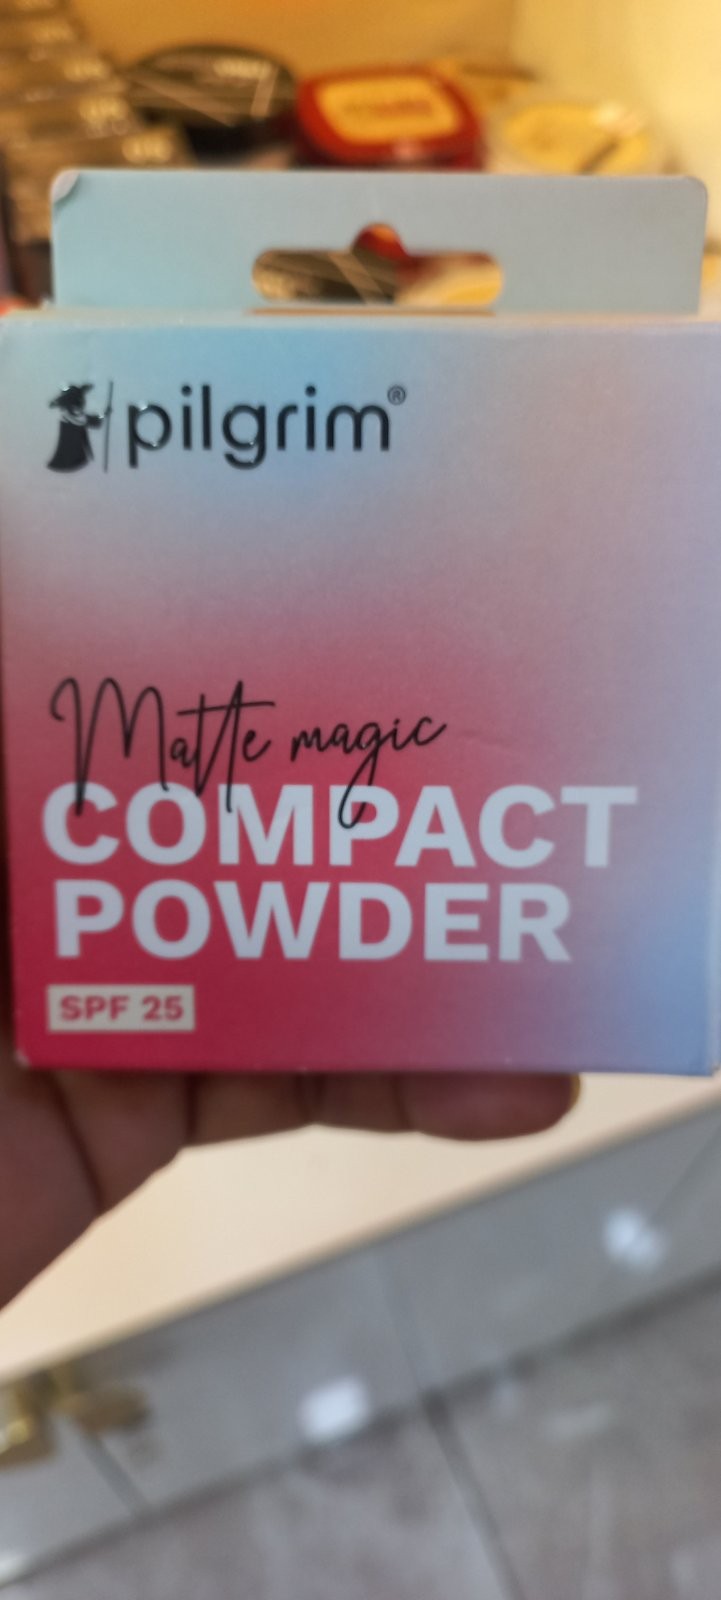 pilgrim®
Matte magic
COMPACT
POWDER
SPF 25